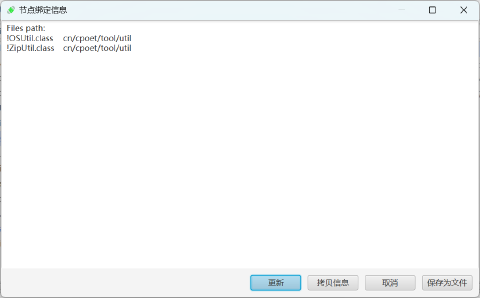 节点绑定信息
Files path:
!OSUtil.class    cn/cpoet/tool/util
!ZipUtil.class    cn/cpoet/tool/util
更新    拷贝信息    取消    保存为文件